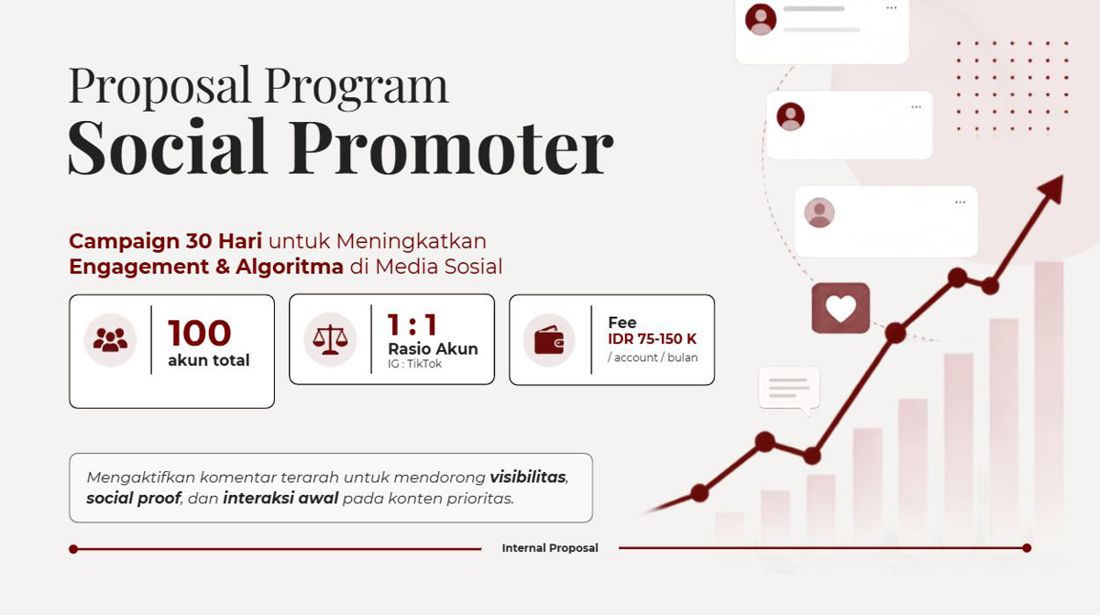 Proposal Program
Social Promoter
Campaign 30 Hari untuk Meningkatkan
Engagement & Algoritma di Media Sosial
100
akun total
1 : 1
Rasio Akun
IG : TikTok
Fee
IDR 75-150 K
/ account / bulan
Mengaktifkan komentar terarah untuk mendorong visibilitas,
social proof, dan interaksi awal pada konten prioritas.
Internal Proposal